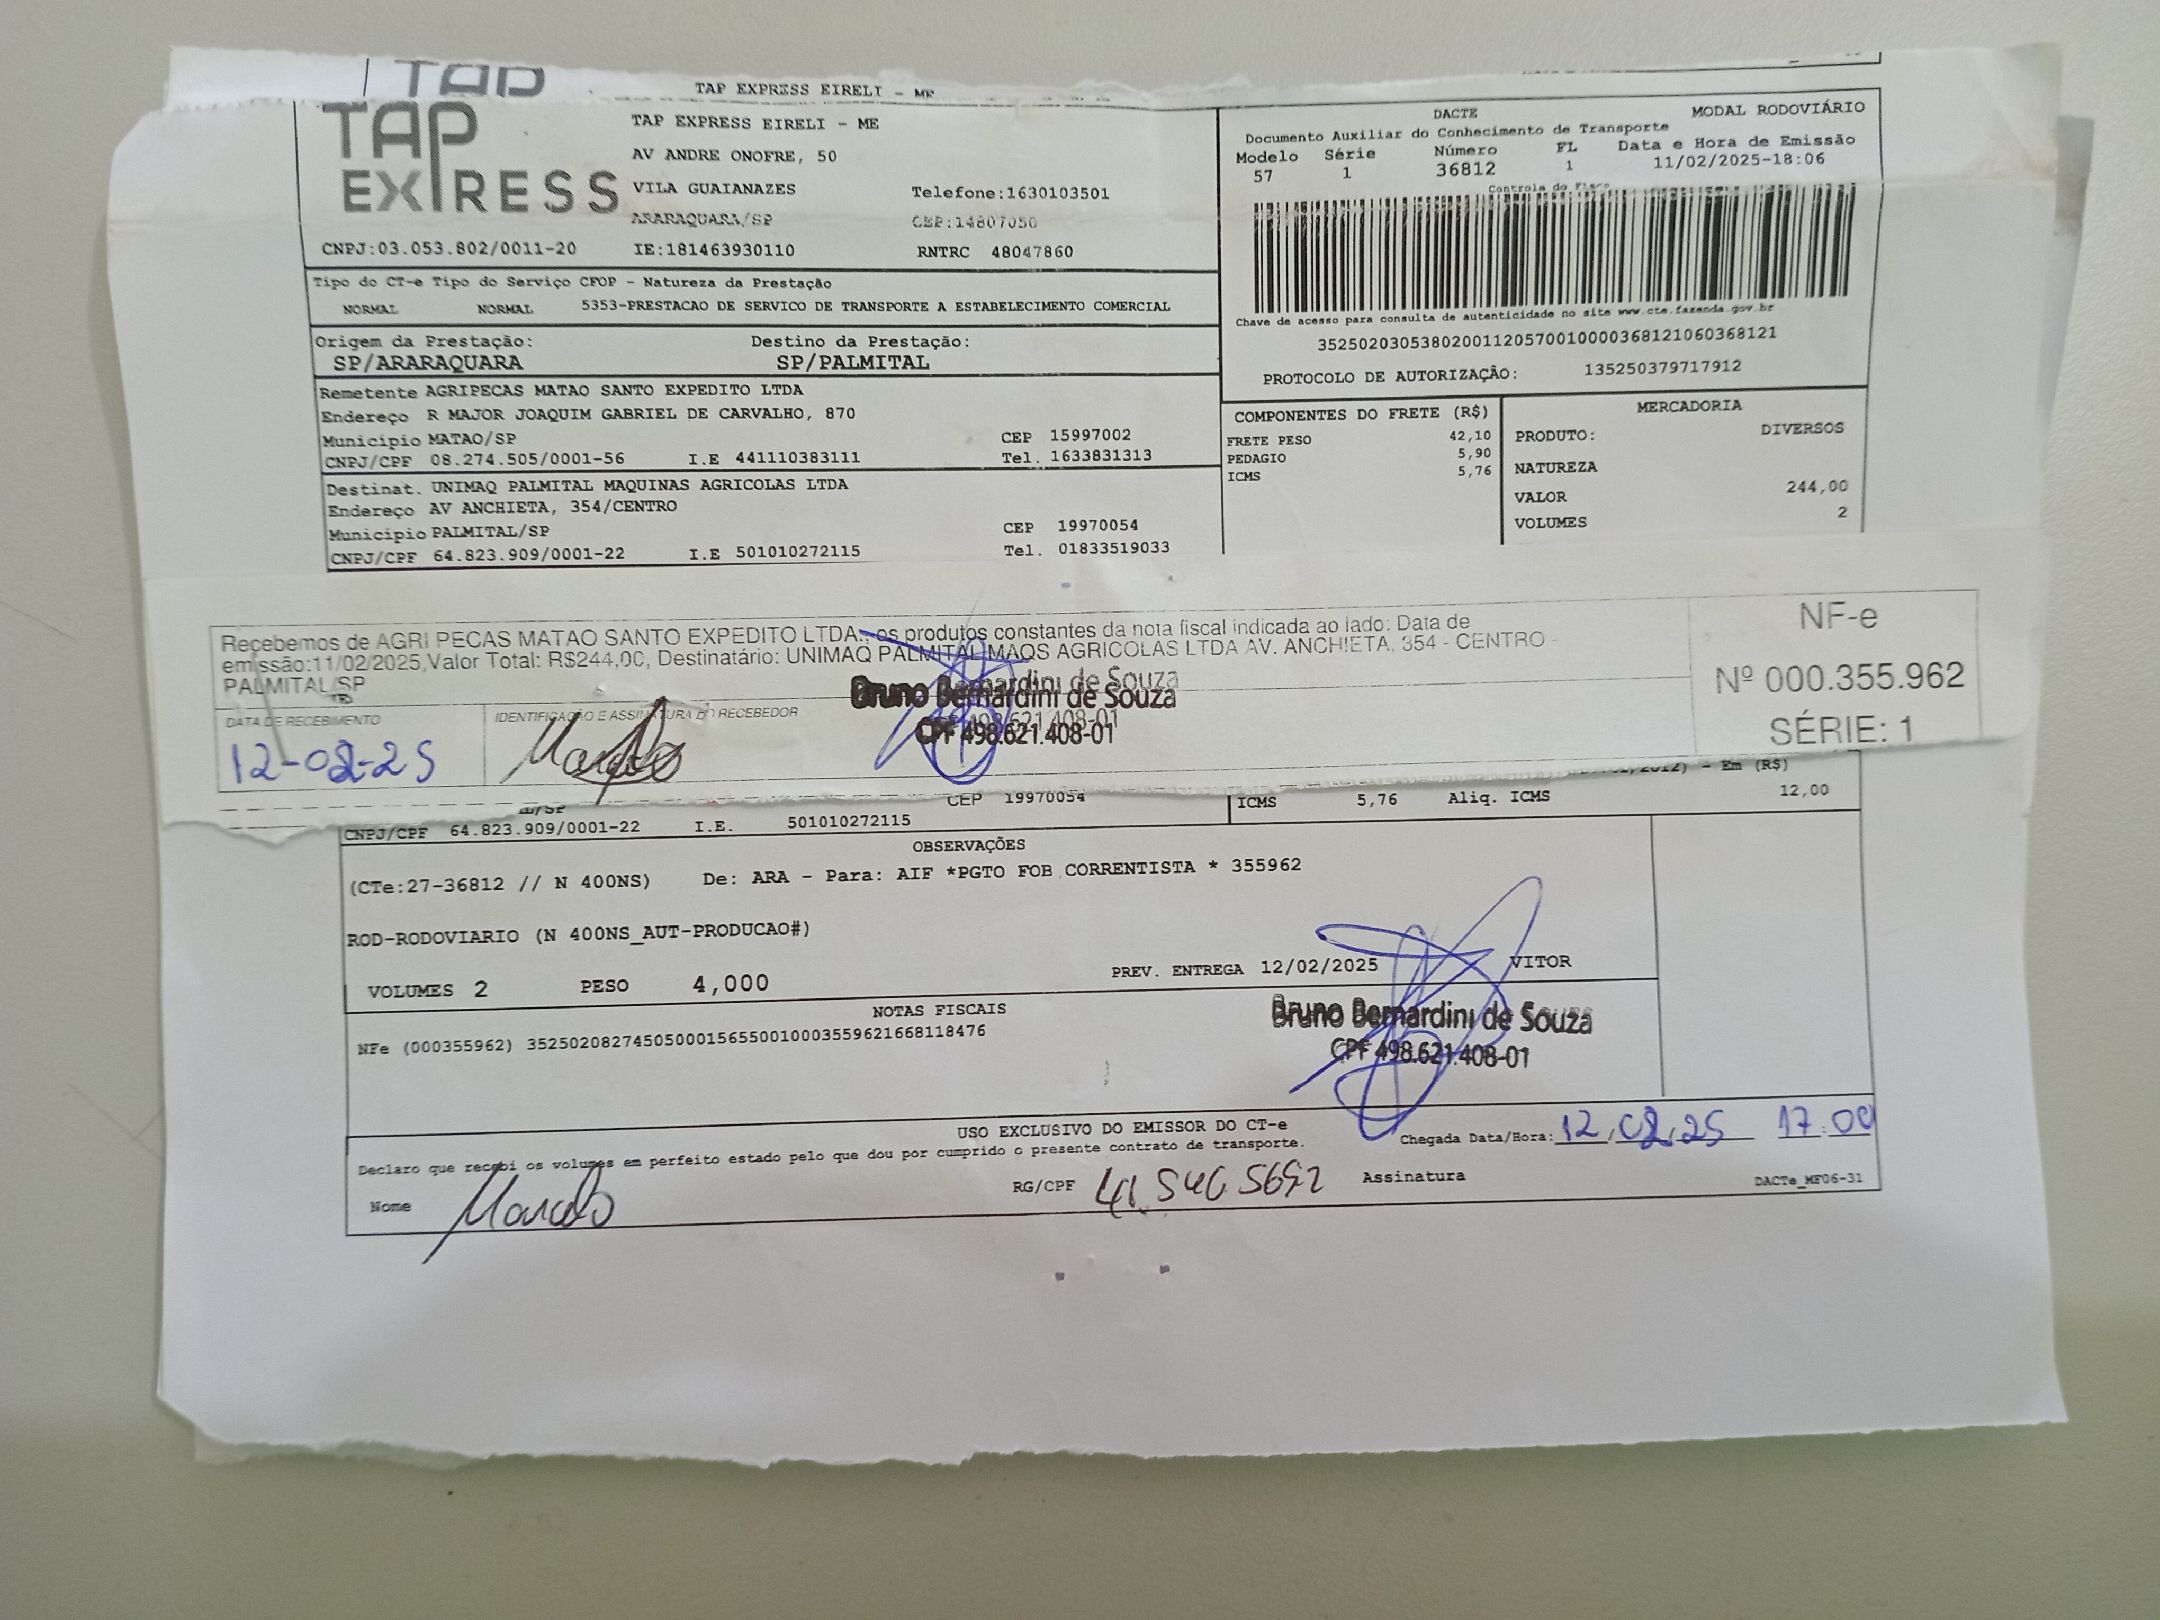 TAP
TAP EXPRESS EIRELI - ME
TAP
EXPRESS
TAP EXPRESS EIRELI - ME
AV ANDRE ONOFRE, 50
VILA GUAIANAZES Telefone:1630103501
ARARAQUARA/SP CEP:14807050
CNPJ:03.053.802/0011-20 IE:181463930110 RNTRC 48047860
DACTE MODAL RODOVIÁRIO
Documento Auxiliar do Conhecimento de Transporte
Modelo Série Número FL Data e Hora de Emissão
57 1 36812 1 11/02/2025-18:06
Controle do Fisco
Chave de acesso para consulta de autenticidade no site www.cte.fazenda.gov.br
35250203053802001120570010000368121060368121
PROTOCOLO DE AUTORIZAÇÃO: 135250379717912
Tipo do CT-e Tipo do Serviço CFOP - Natureza da Prestação
NORMAL NORMAL 5353-PRESTACAO DE SERVICO DE TRANSPORTE A ESTABELECIMENTO COMERCIAL
Origem da Prestação: Destino da Prestação:
SP/ARARAQUARA SP/PALMITAL
Remetente AGRIPECAS MATAO SANTO EXPEDITO LTDA
Endereço R MAJOR JOAQUIM GABRIEL DE CARVALHO, 870
Município MATAO/SP CEP 15997002
CNPJ/CPF 08.274.505/0001-56 I.E 441110383111 Tel. 1633831313
Destinat. UNIMAQ PALMITAL MAQUINAS AGRICOLAS LTDA
Endereço AV ANCHIETA, 354/CENTRO
Município PALMITAL/SP CEP 19970054
CNPJ/CPF 64.823.909/0001-22 I.E 501010272115 Tel. 01833519033
COMPONENTES DO FRETE (R$)
FRETE PESO 42,10
PEDAGIO 5,90
ICMS 5,76
MERCADORIA
PRODUTO: DIVERSOS
NATUREZA
VALOR 244,00
VOLUMES 2
Recebemos de AGRI PECAS MATAO SANTO EXPEDITO LTDA., os produtos constantes da nota fiscal indicada ao lado: Data de
emissão:11/02/2025,Valor Total: R$244,00, Destinatário: UNIMAQ PALMITAL MAQS AGRICOLAS LTDA AV. ANCHIETA, 354 - CENTRO -
PALMITAL/SP
DATA DE RECEBIMENTO IDENTIFICAÇÃO E ASSINATURA DO RECEBEDOR
12-02-25 Marcelo
Bruno Bernardini de Souza
CPF 498.621.408-01
NF-e
Nº 000.355.962
SÉRIE: 1
- Em (R$)
CEP 19970054 ICMS 5,76 Aliq. ICMS 12,00
CNPJ/CPF 64.823.909/0001-22 I.E. 501010272115
OBSERVAÇÕES
(CTe:27-36812 // N 400NS) De: ARA - Para: AIF *PGTO FOB CORRENTISTA * 355962
ROD-RODOVIARIO (N 400NS_AUT-PRODUCAO#)
VOLUMES 2 PESO 4,000 PREV. ENTREGA 12/02/2025 VITOR
NOTAS FISCAIS
NFe (000355962) 35250208274505000156550010003559621668118476
Bruno Bernardini de Souza
CPF 498.621.408-01
USO EXCLUSIVO DO EMISSOR DO CT-e
Chegada Data/Hora: 12/02/25 17:00
Declaro que recebi os volumes em perfeito estado pelo que dou por cumprido o presente contrato de transporte.
Nome Marcelo RG/CPF Assinatura DACTe_MF06-31